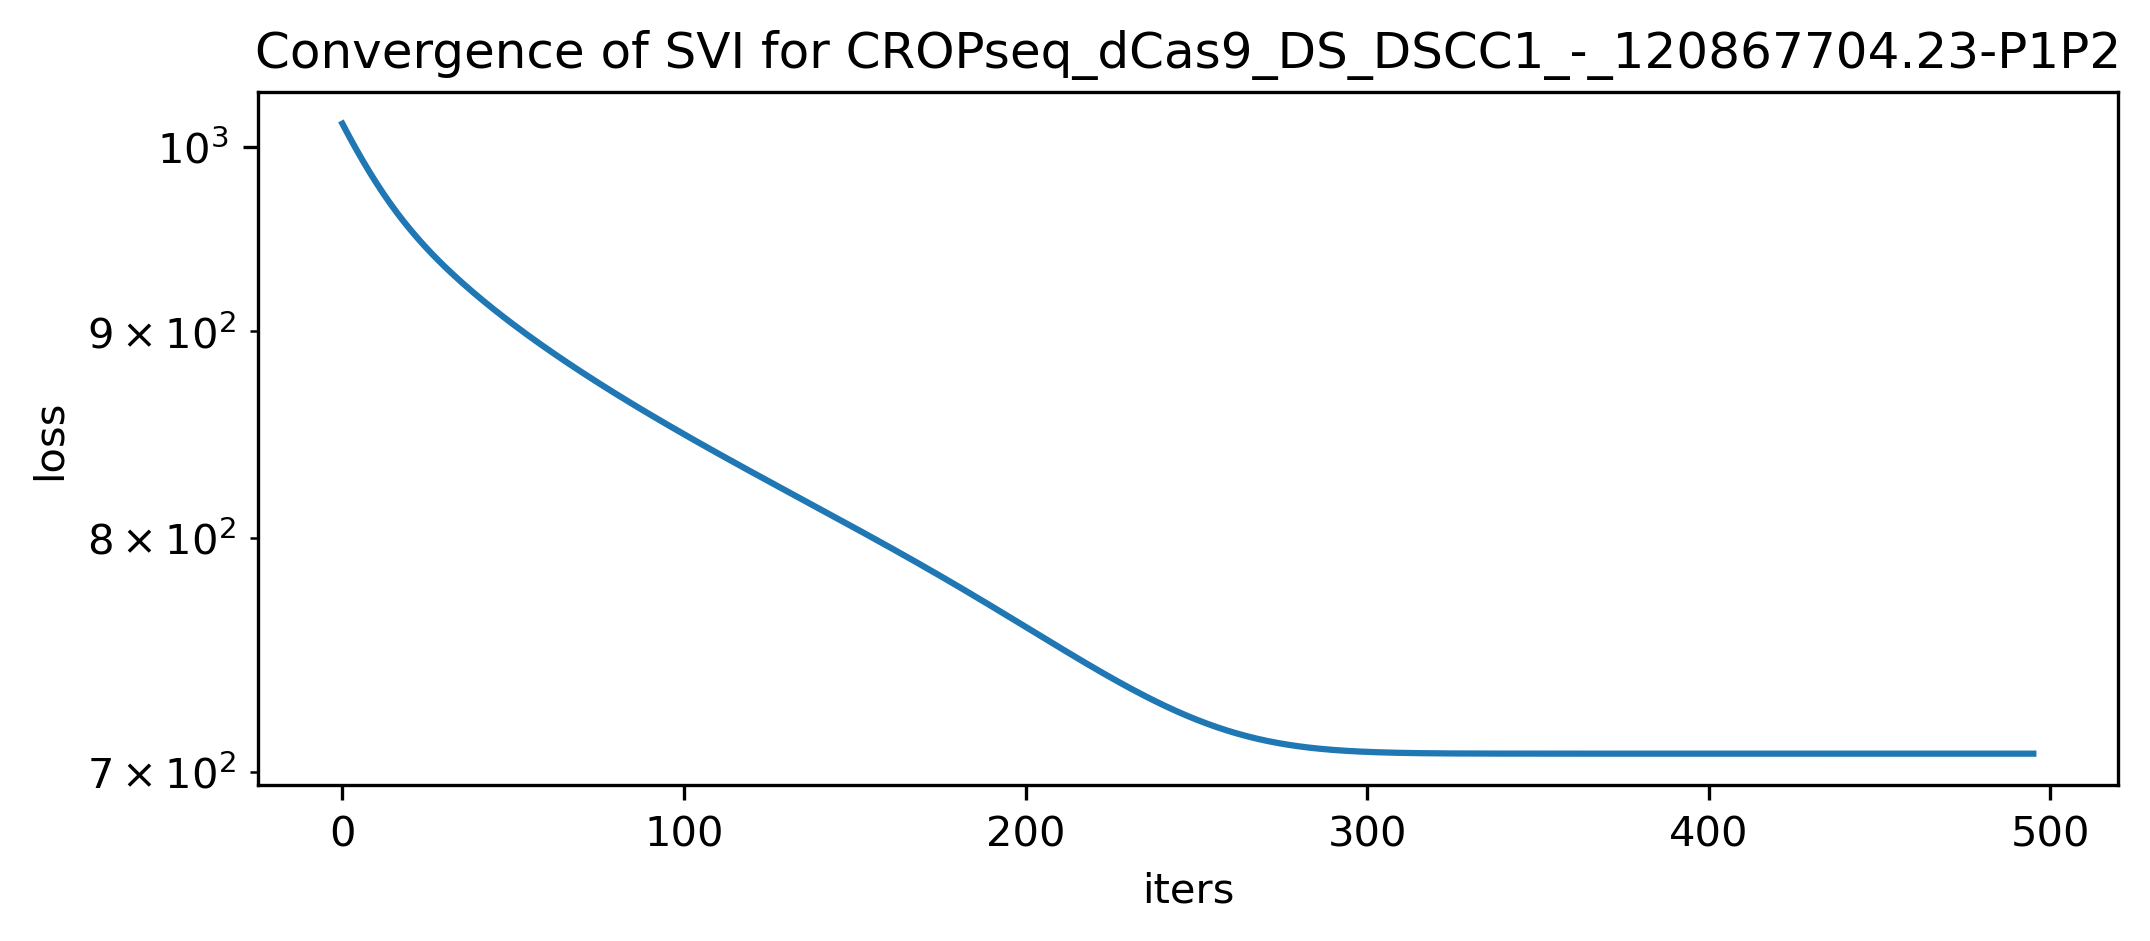 Convergence of SVI for CROPseq_dCas9_DS_DSCC1_-_120867704.23-P1P2
10³
9 × 10²
8 × 10²
7 × 10²
loss
0 100 200 300 400 500
iters